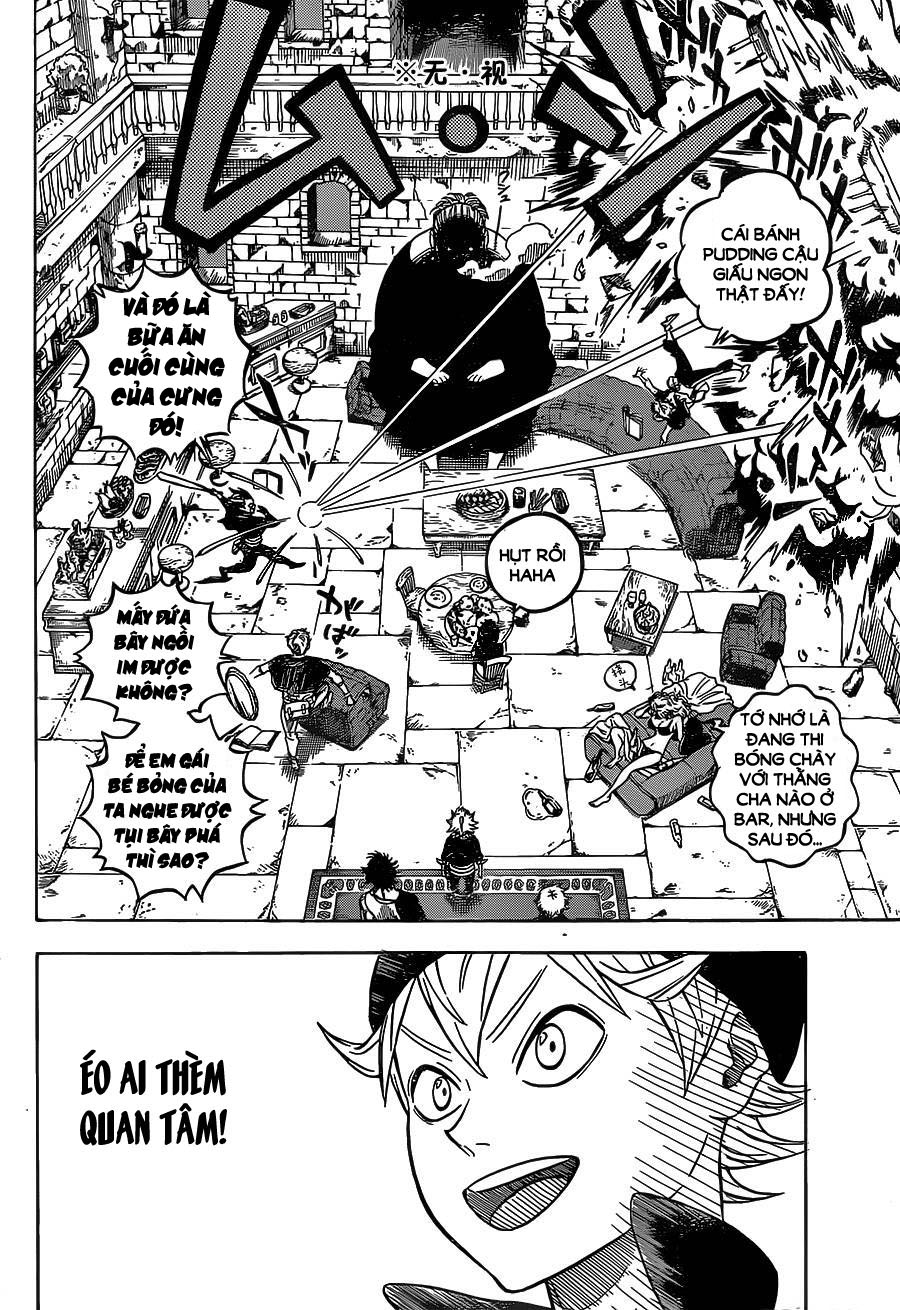 ム・ン
※无・视
CÁI BÁNH
PUDDING CẬU
GIẤU NGON
THẬT ĐẤY!
VÀ ĐÓ LÀ
BỮA ĂN
CUỐI CÙNG
CỦA CƯNG
ĐÓ!
HỤT RỒI
HAHA
MẤY ĐỨA
BÂY NGỒI
IM ĐƯỢC
KHÔNG?
ĐỂ EM GÁI
BÉ BỎNG CỦA
TA NGHE ĐƯỢC
TỤI BÂY PHÁ
THÌ SAO?
TỚ NHỚ LÀ
ĐANG THI
BÓNG CHÀY
VỚI THẰNG
CHA NÀO Ở
BAR, NHƯNG
SAU ĐÓ...
ÉO AI THÈM
QUAN TÂM!